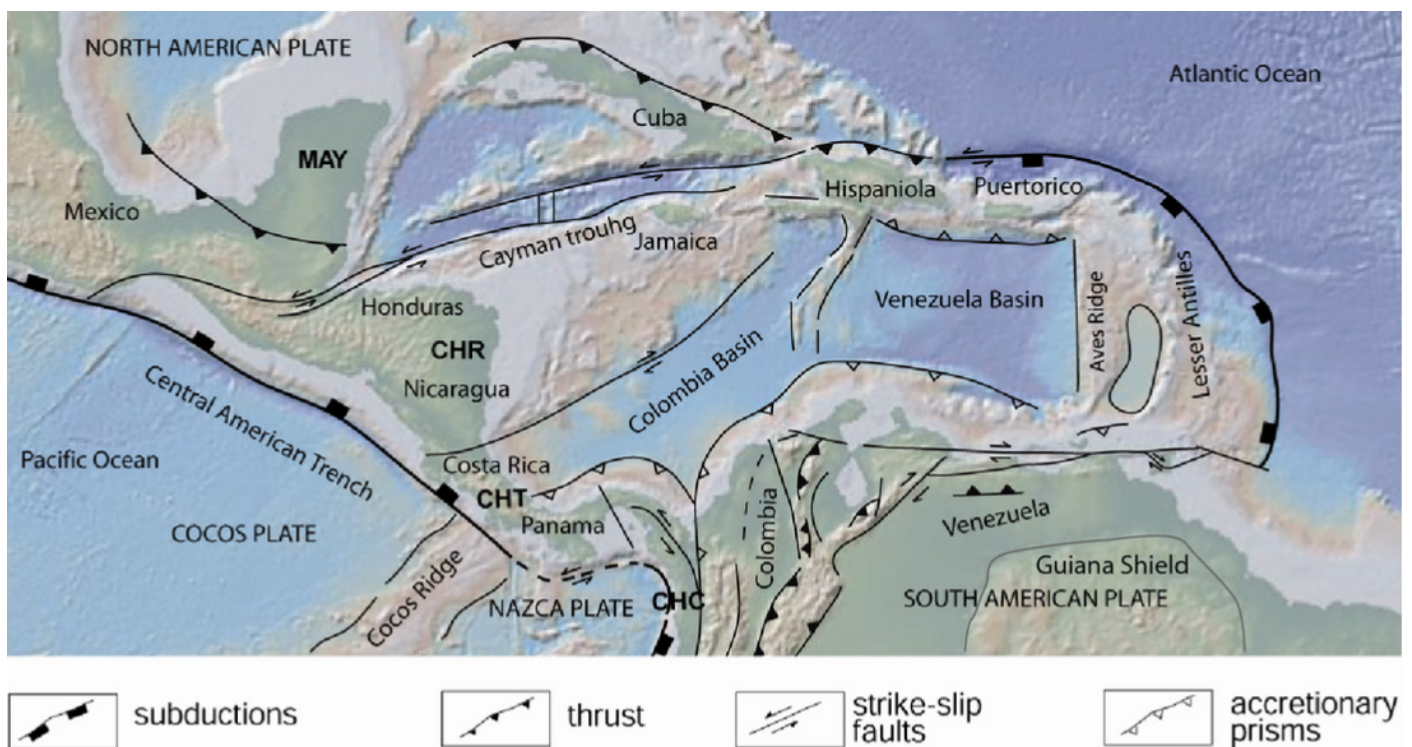 NORTH AMERICAN PLATE
Atlantic Ocean
Cuba
MAY
Mexico
Hispaniola
Puertorico
Cayman trouhg
Jamaica
Honduras
Venezuela Basin
Aves Ridge
Lesser Antilles
CHR
Nicaragua
Colombia Basin
Central American Trench
Pacific Ocean
Costa Rica
CHT
Panama
Colombia
Venezuela
COCOS PLATE
Cocos Ridge
NAZCA PLATE
CHC
Guiana Shield
SOUTH AMERICAN PLATE
subductions
thrust
strike-slip
faults
accretionary
prisms